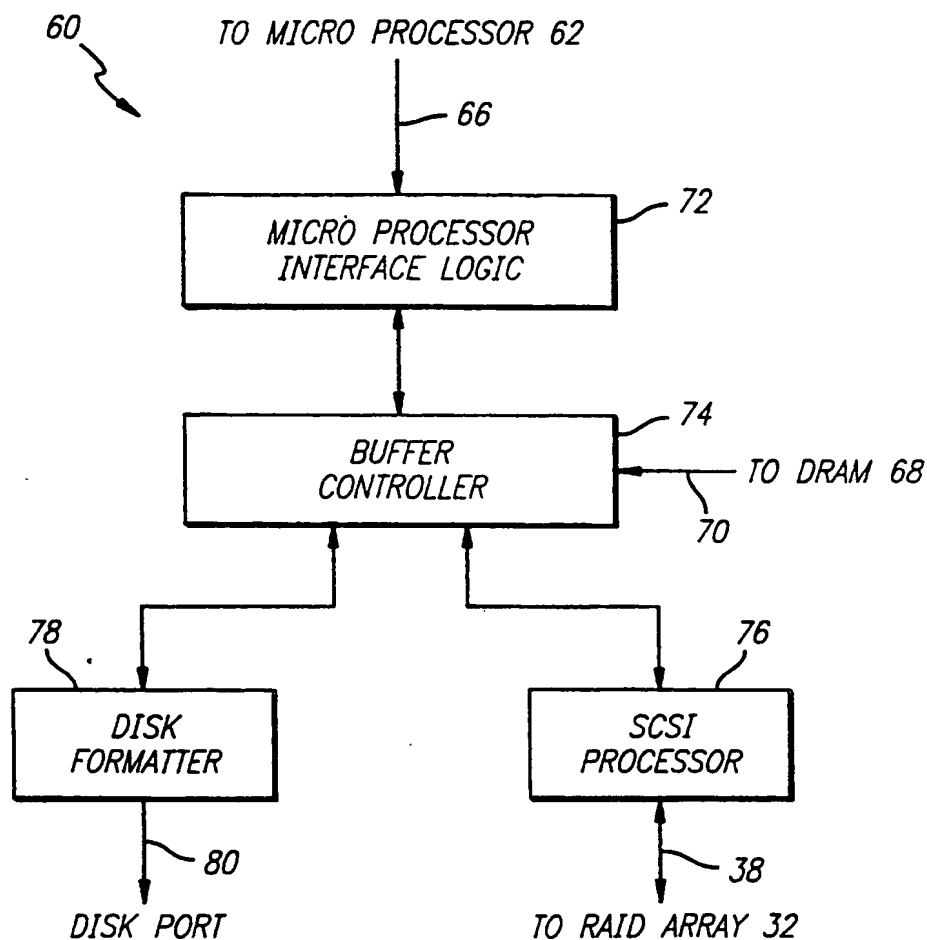 60
TO MICRO PROCESSOR 62
66
72
MICRO PROCESSOR
INTERFACE LOGIC
74
BUFFER
CONTROLLER
TO DRAM 68
70
78
76
DISK
FORMATTER
SCSI
PROCESSOR
80
38
DISK PORT
TO RAID ARRAY 32